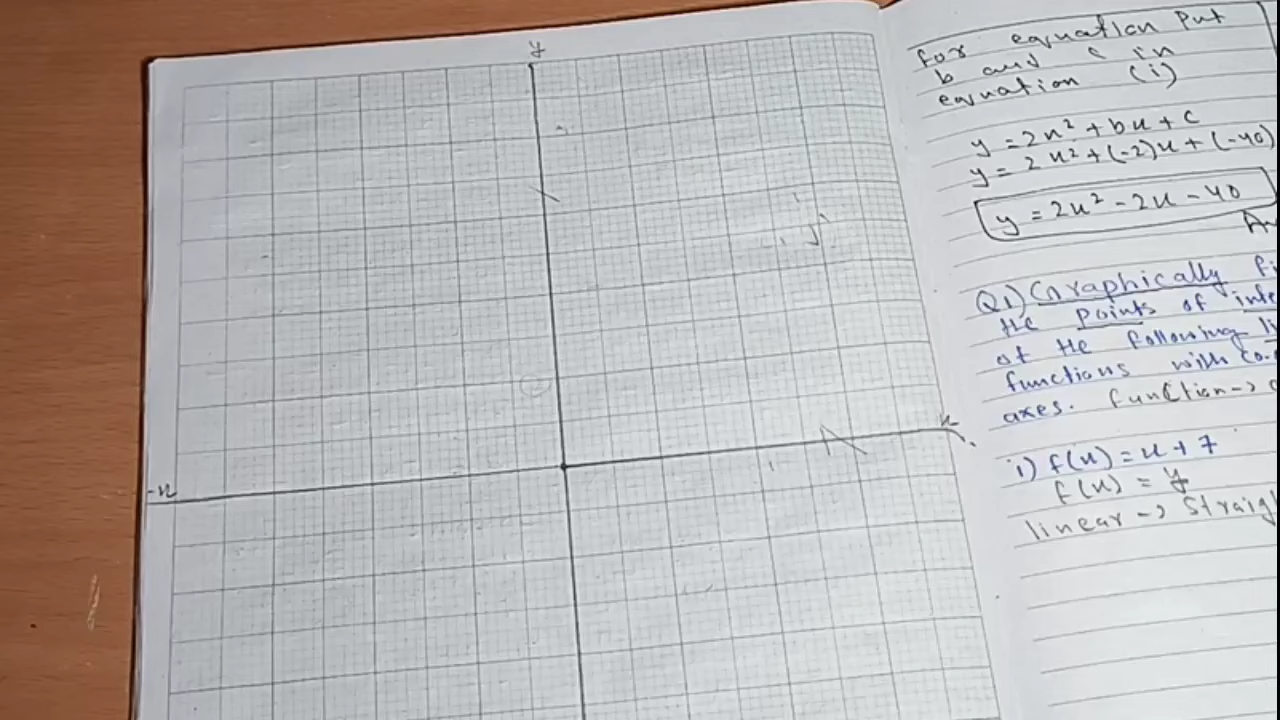 y
-x
x
For equation Put
b and c in
equation (i)
y = 2x² + bx + c
y = 2x² + (-2)x + (-40)
y = 2x² - 2x - 40
Q1) Graphically
the points of
of the following
functions with
axes. function →
i) f(x) = x + 7
f(x) = y
linear →